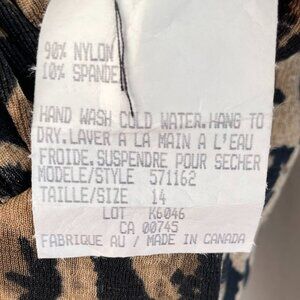 90% NYLON
10% SPANDE
HAND WASH COLD WATER.HANG TO
DRY.LAVER A LA MAIN A L'EAU
FROIDE.SUSPENDRE POUR SECHER
MODELE/STYLE 571162
TAILLE/SIZE 14
LOT K6046
CA 00745
FABRIQUE AU / MADE IN CANADA